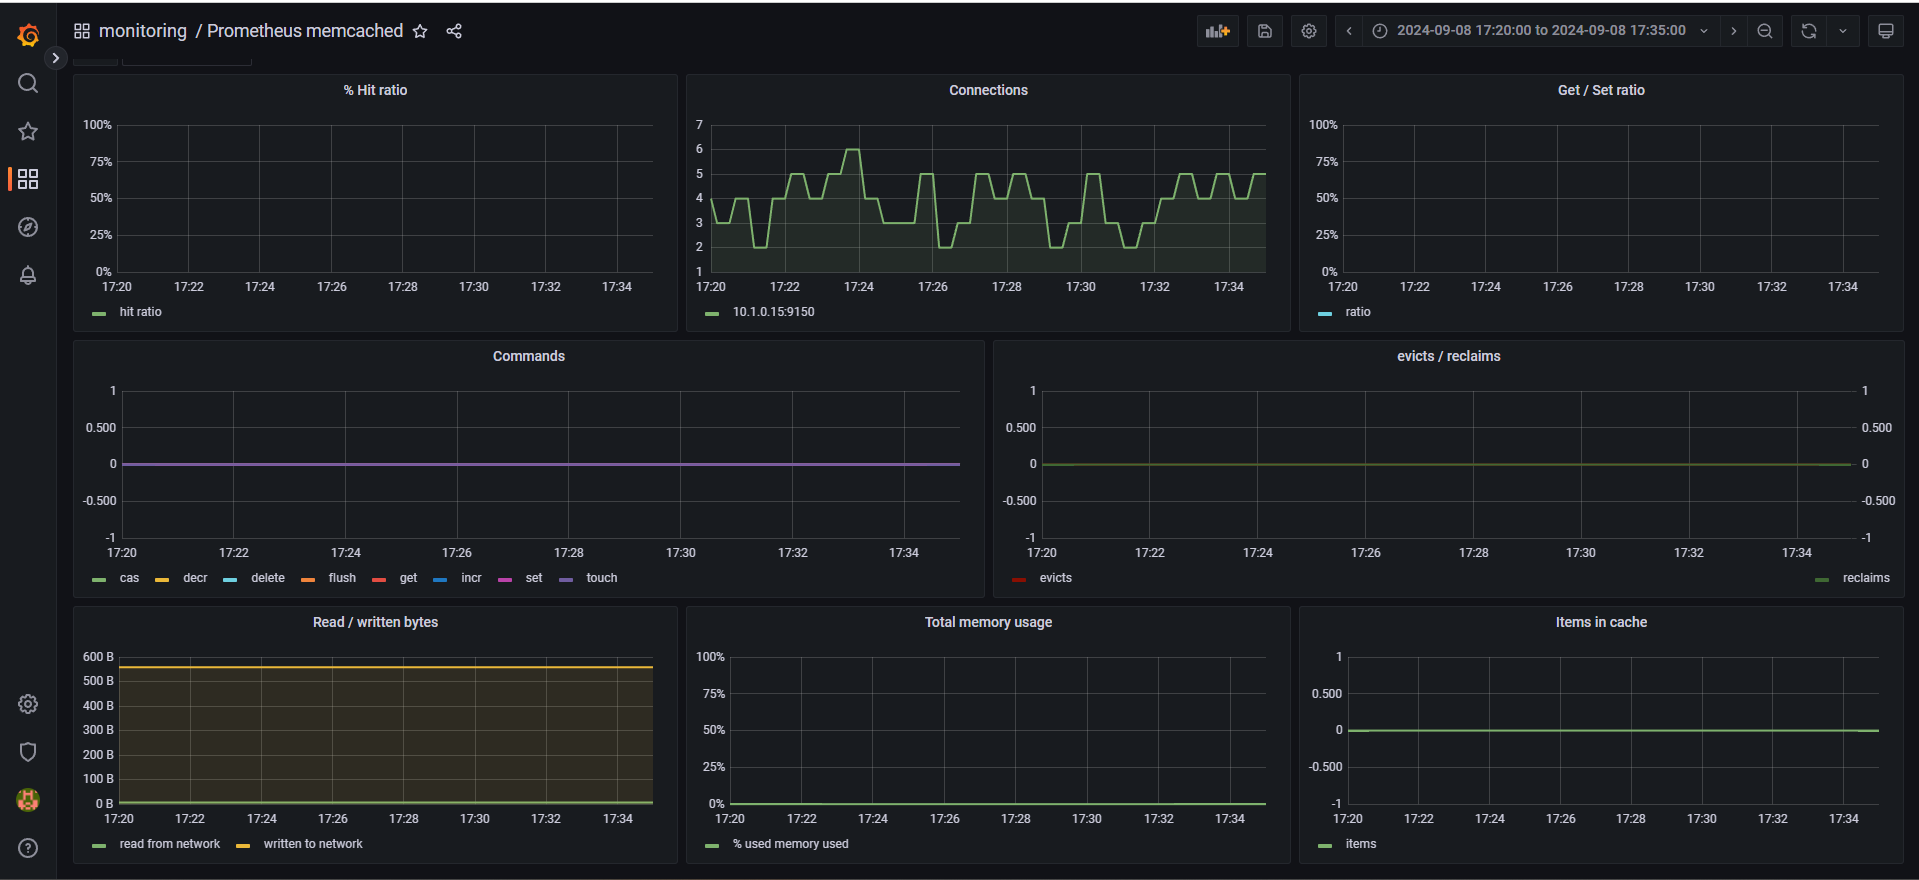 monitoring / Prometheus memcached
2024-09-08 17:20:00 to 2024-09-08 17:35:00
% Hit ratio
100%
75%
50%
25%
0%
17:20 17:22 17:24 17:26 17:28 17:30 17:32 17:34
hit ratio
Connections
7
6
5
4
3
2
1
17:20 17:22 17:24 17:26 17:28 17:30 17:32 17:34
10.1.0.15:9150
Get / Set ratio
100%
75%
50%
25%
0%
17:20 17:22 17:24 17:26 17:28 17:30 17:32 17:34
ratio
Commands
1
0.500
0
-0.500
-1
17:20 17:22 17:24 17:26 17:28 17:30 17:32 17:34
cas decr delete flush get incr set touch
evicts / reclaims
1 1
0.500 0.500
0 0
-0.500 -0.500
-1 -1
17:20 17:22 17:24 17:26 17:28 17:30 17:32 17:34
evicts reclaims
Read / written bytes
600 B
500 B
400 B
300 B
200 B
100 B
0 B
17:20 17:22 17:24 17:26 17:28 17:30 17:32 17:34
read from network written to network
Total memory usage
100%
75%
50%
25%
0%
17:20 17:22 17:24 17:26 17:28 17:30 17:32 17:34
% used memory used
Items in cache
1
0.500
0
-0.500
-1
17:20 17:22 17:24 17:26 17:28 17:30 17:32 17:34
items